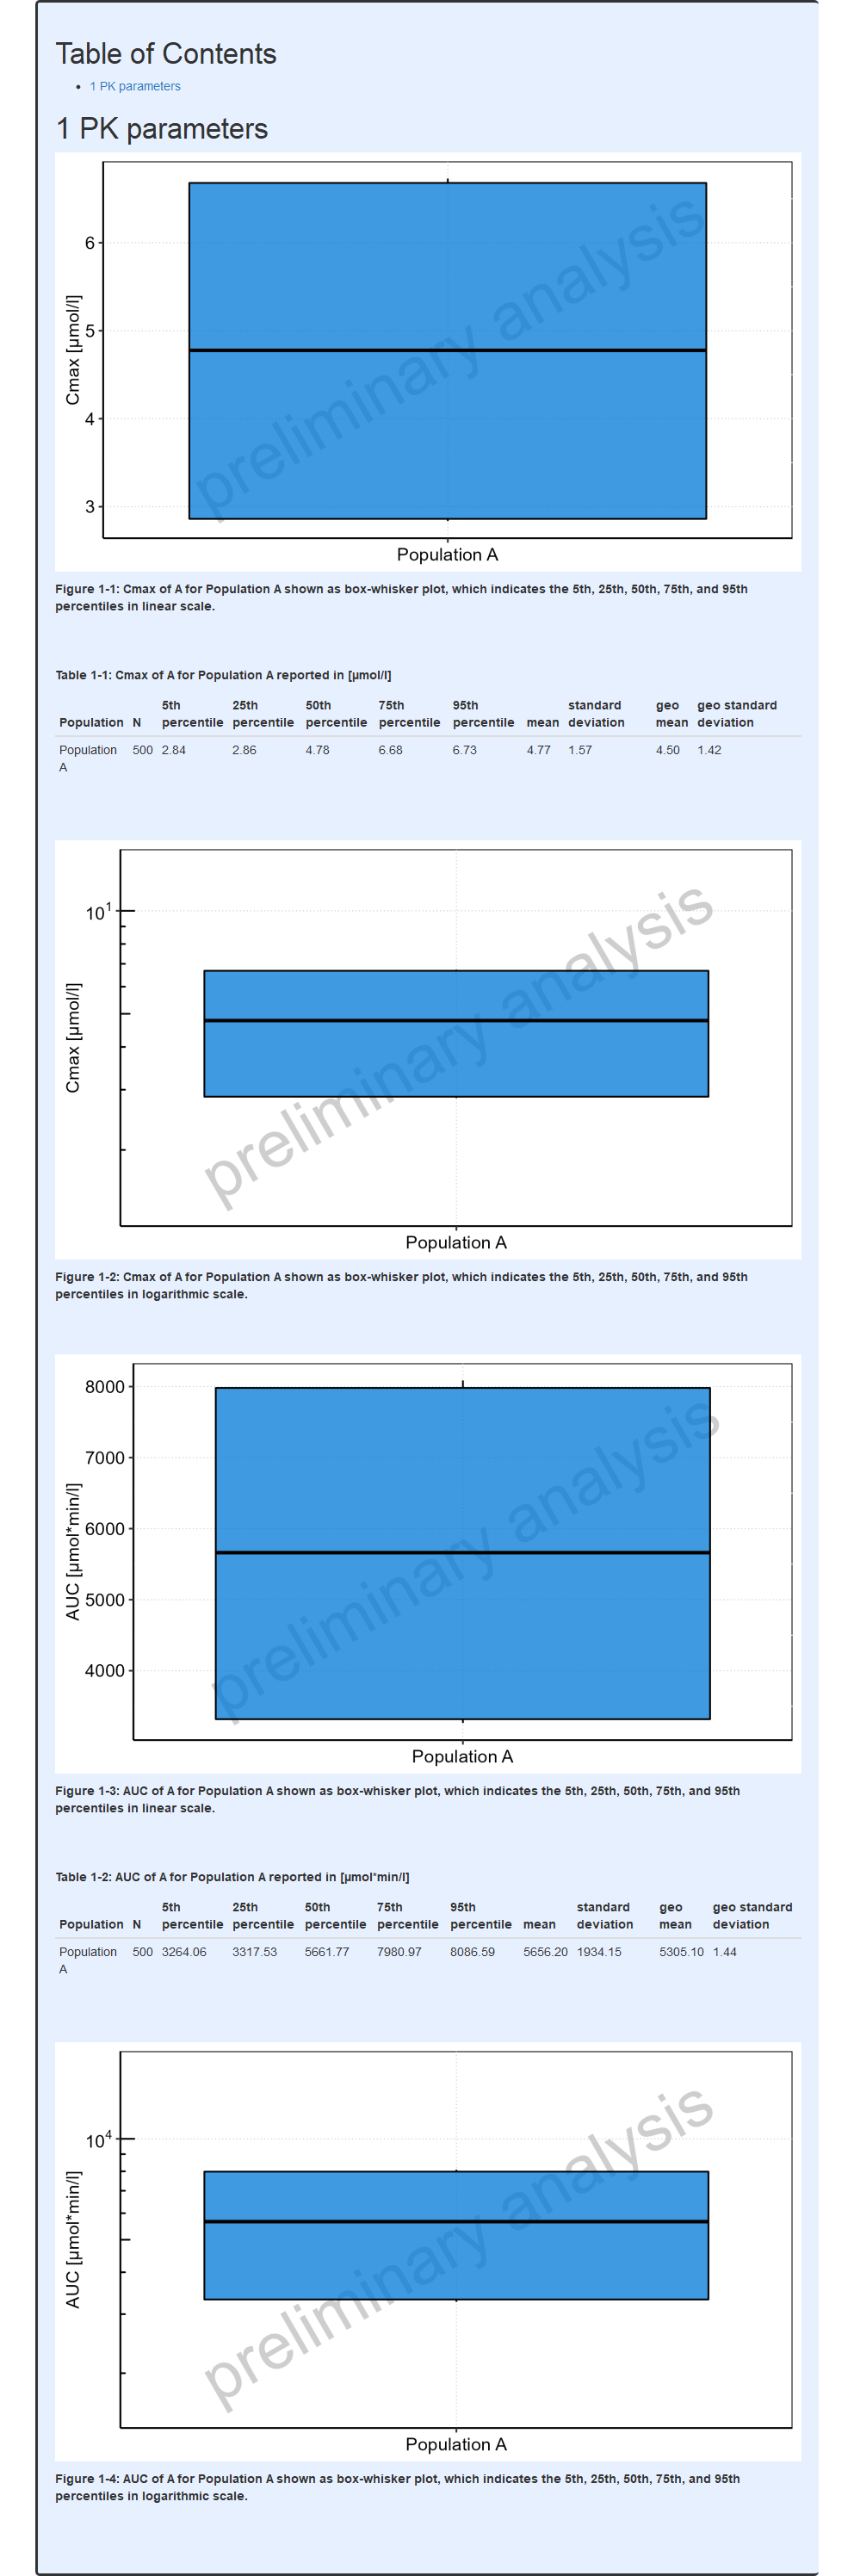 Table of Contents
1 PK parameters
1 PK parameters
6
5
4
3
Cmax [µmol/l]
preliminary analysis
Population A
Figure 1-1: Cmax of A for Population A shown as box-whisker plot, which indicates the 5th, 25th, 50th, 75th, and 95th
percentiles in linear scale.
Table 1-1: Cmax of A for Population A reported in [µmol/l]
Population N 5th percentile 25th percentile 50th percentile 75th percentile 95th percentile mean standard deviation geo mean geo standard deviation
Population A 500 2.84 2.86 4.78 6.68 6.73 4.77 1.57 4.50 1.42
10^1
Cmax [µmol/l]
preliminary analysis
Population A
Figure 1-2: Cmax of A for Population A shown as box-whisker plot, which indicates the 5th, 25th, 50th, 75th, and 95th
percentiles in logarithmic scale.
8000
7000
6000
5000
4000
AUC [µmol*min/l]
preliminary analysis
Population A
Figure 1-3: AUC of A for Population A shown as box-whisker plot, which indicates the 5th, 25th, 50th, 75th, and 95th
percentiles in linear scale.
Table 1-2: AUC of A for Population A reported in [µmol*min/l]
Population N 5th percentile 25th percentile 50th percentile 75th percentile 95th percentile mean standard deviation geo mean geo standard deviation
Population A 500 3264.06 3317.53 5661.77 7980.97 8086.59 5656.20 1934.15 5305.10 1.44
10^4
AUC [µmol*min/l]
preliminary analysis
Population A
Figure 1-4: AUC of A for Population A shown as box-whisker plot, which indicates the 5th, 25th, 50th, 75th, and 95th
percentiles in logarithmic scale.